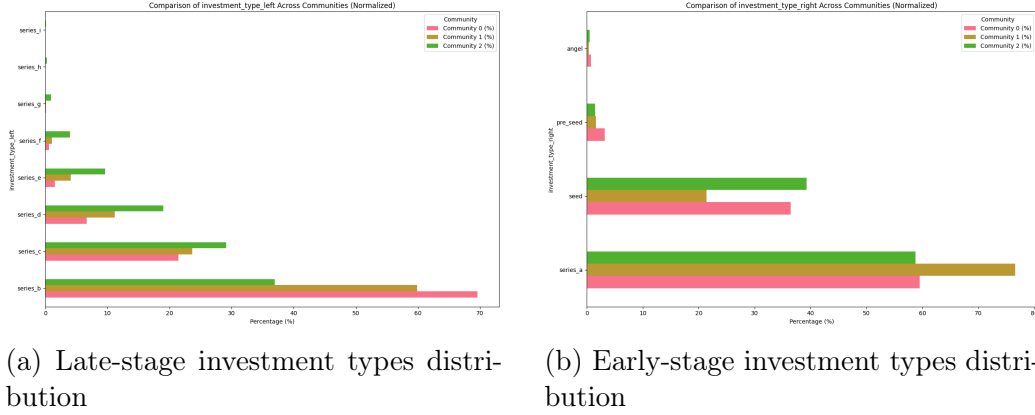 Comparison of investment_type_left Across Communities (Normalized)
Community
Community 0 (%)
Community 1 (%)
Community 2 (%)
investment_type_left
series_i
series_h
series_g
series_f
series_e
series_d
series_c
series_b
0 10 20 30 40 50 60 70
Percentage (%)
(a) Late-stage investment types distri-
bution
Comparison of investment_type_right Across Communities (Normalized)
Community
Community 0 (%)
Community 1 (%)
Community 2 (%)
investment_type_right
angel
pre_seed
seed
series_a
0 10 20 30 40 50 60 70 80
Percentage (%)
(b) Early-stage investment types distri-
bution